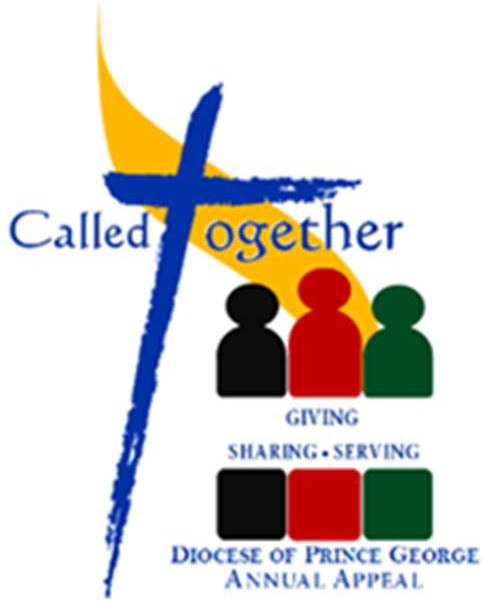 Called Together
GIVING
SHARING • SERVING
DIOCESE OF PRINCE GEORGE
ANNUAL APPEAL